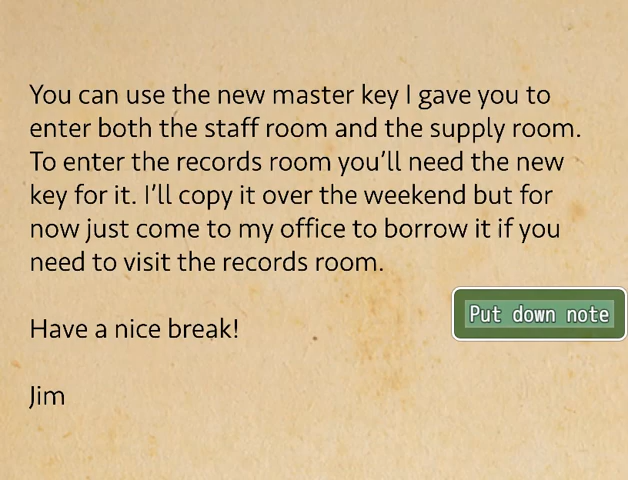 You can use the new master key I gave you to
enter both the staff room and the supply room.
To enter the records room you’ll need the new
key for it. I’ll copy it over the weekend but for
now just come to my office to borrow it if you
need to visit the records room.
Have a nice break!
Put down note
Jim